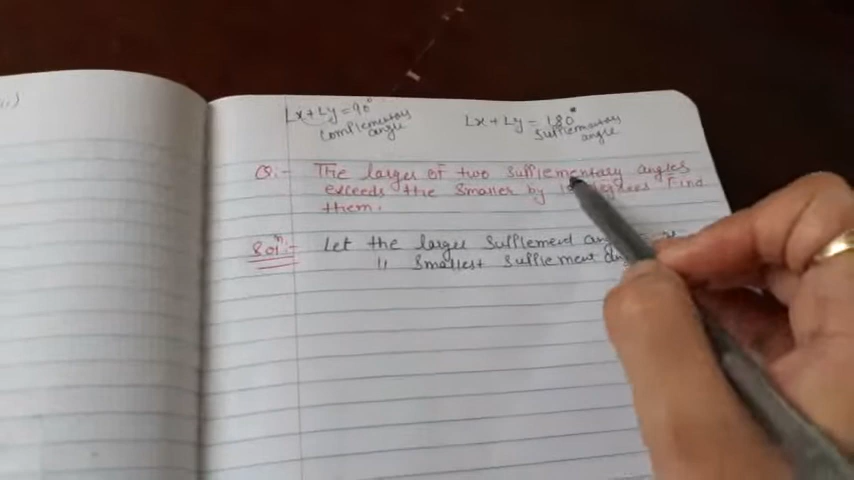 ∠x+∠y=90°
Complementary
angle
∠x + ∠y = 180°
Supplementary
angle
Q:- The larger of two supplementary angles
exceeds the smaller by degrees Find
them.
Solⁿ:- Let the larger supplement
" smallest supplement